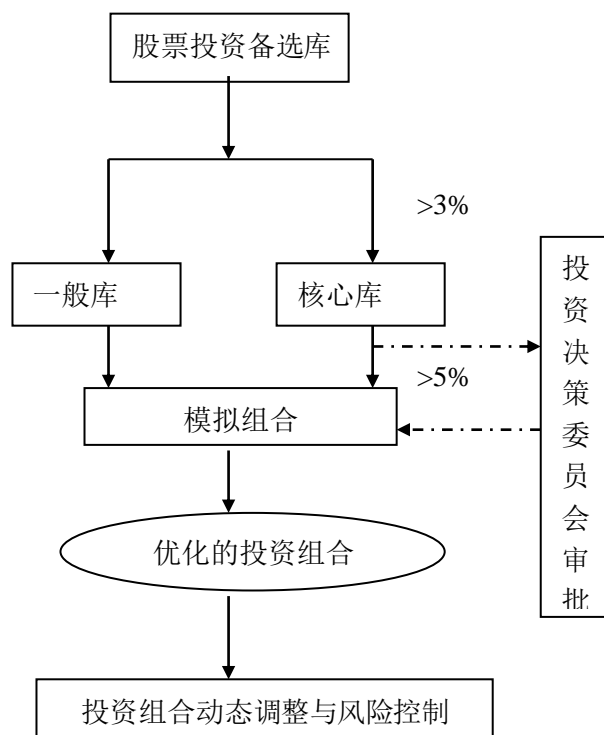 股票投资备选库
>3%
一般库
核心库
>5%
模拟组合
投资决策委员会审批
优化的投资组合
投资组合动态调整与风险控制